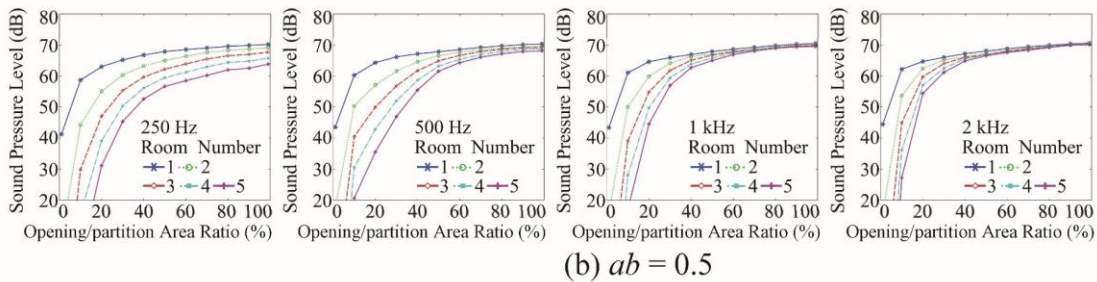 Sound Pressure Level (dB)
80
70
60
50
40
30
20
250 Hz
Room Number
1 2
3 4 5
0 20 40 60 80 100
Opening/partition Area Ratio (%)
Sound Pressure Level (dB)
80
70
60
50
40
30
20
500 Hz
Room Number
1 2
3 4 5
0 20 40 60 80 100
Opening/partition Area Ratio (%)
Sound Pressure Level (dB)
80
70
60
50
40
30
20
1 kHz
Room Number
1 2
3 4 5
0 20 40 60 80 100
Opening/partition Area Ratio (%)
Sound Pressure Level (dB)
80
70
60
50
40
30
20
2 kHz
Room Number
1 2
3 4 5
0 20 40 60 80 100
Opening/partition Area Ratio (%)
(b) ab = 0.5